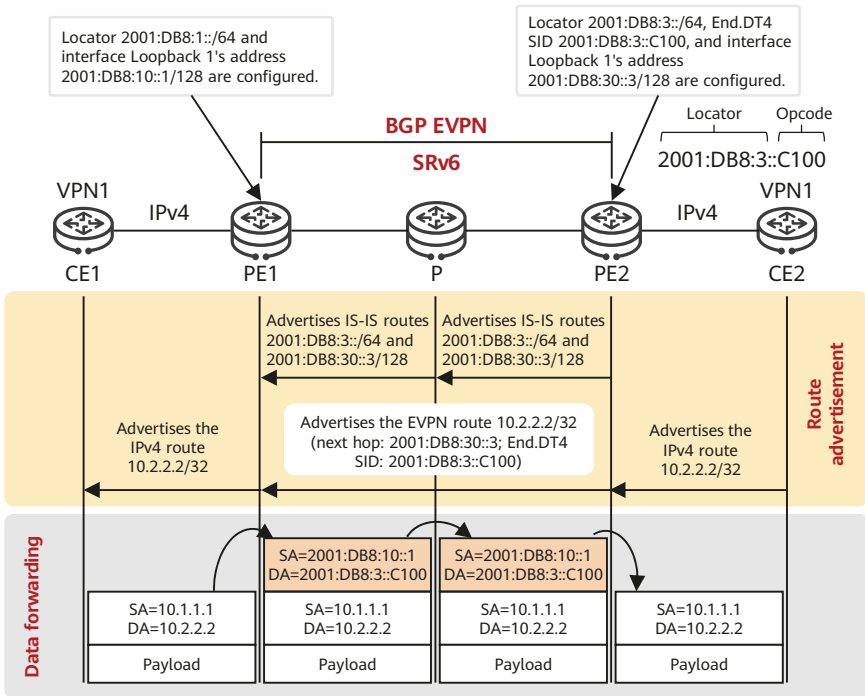 Locator 2001:DB8:1::/64 and
interface Loopback 1's address
2001:DB8:10::1/128 are configured.
Locator 2001:DB8:3::/64, End.DT4
SID 2001:DB8:3::C100, and interface
Loopback 1's address
2001:DB8:30::3/128 are configured.
BGP EVPN
SRv6
Locator
Opcode
2001:DB8:3::C100
VPN1
IPv4
IPv4
VPN1
CE1
PE1
P
PE2
CE2
Advertises IS-IS routes
2001:DB8:3::/64 and
2001:DB8:30::3/128
Advertises IS-IS routes
2001:DB8:3::/64 and
2001:DB8:30::3/128
Advertises the
IPv4 route
10.2.2.2/32
Advertises the EVPN route 10.2.2.2/32
(next hop: 2001:DB8:30::3; End.DT4
SID: 2001:DB8:3::C100)
Advertises the
IPv4 route
10.2.2.2/32
Route
advertisement
Data forwarding
SA=10.1.1.1
DA=10.2.2.2
Payload
SA=2001:DB8:10::1
DA=2001:DB8:3::C100
SA=10.1.1.1
DA=10.2.2.2
Payload
SA=2001:DB8:10::1
DA=2001:DB8:3::C100
SA=10.1.1.1
DA=10.2.2.2
Payload
SA=10.1.1.1
DA=10.2.2.2
Payload